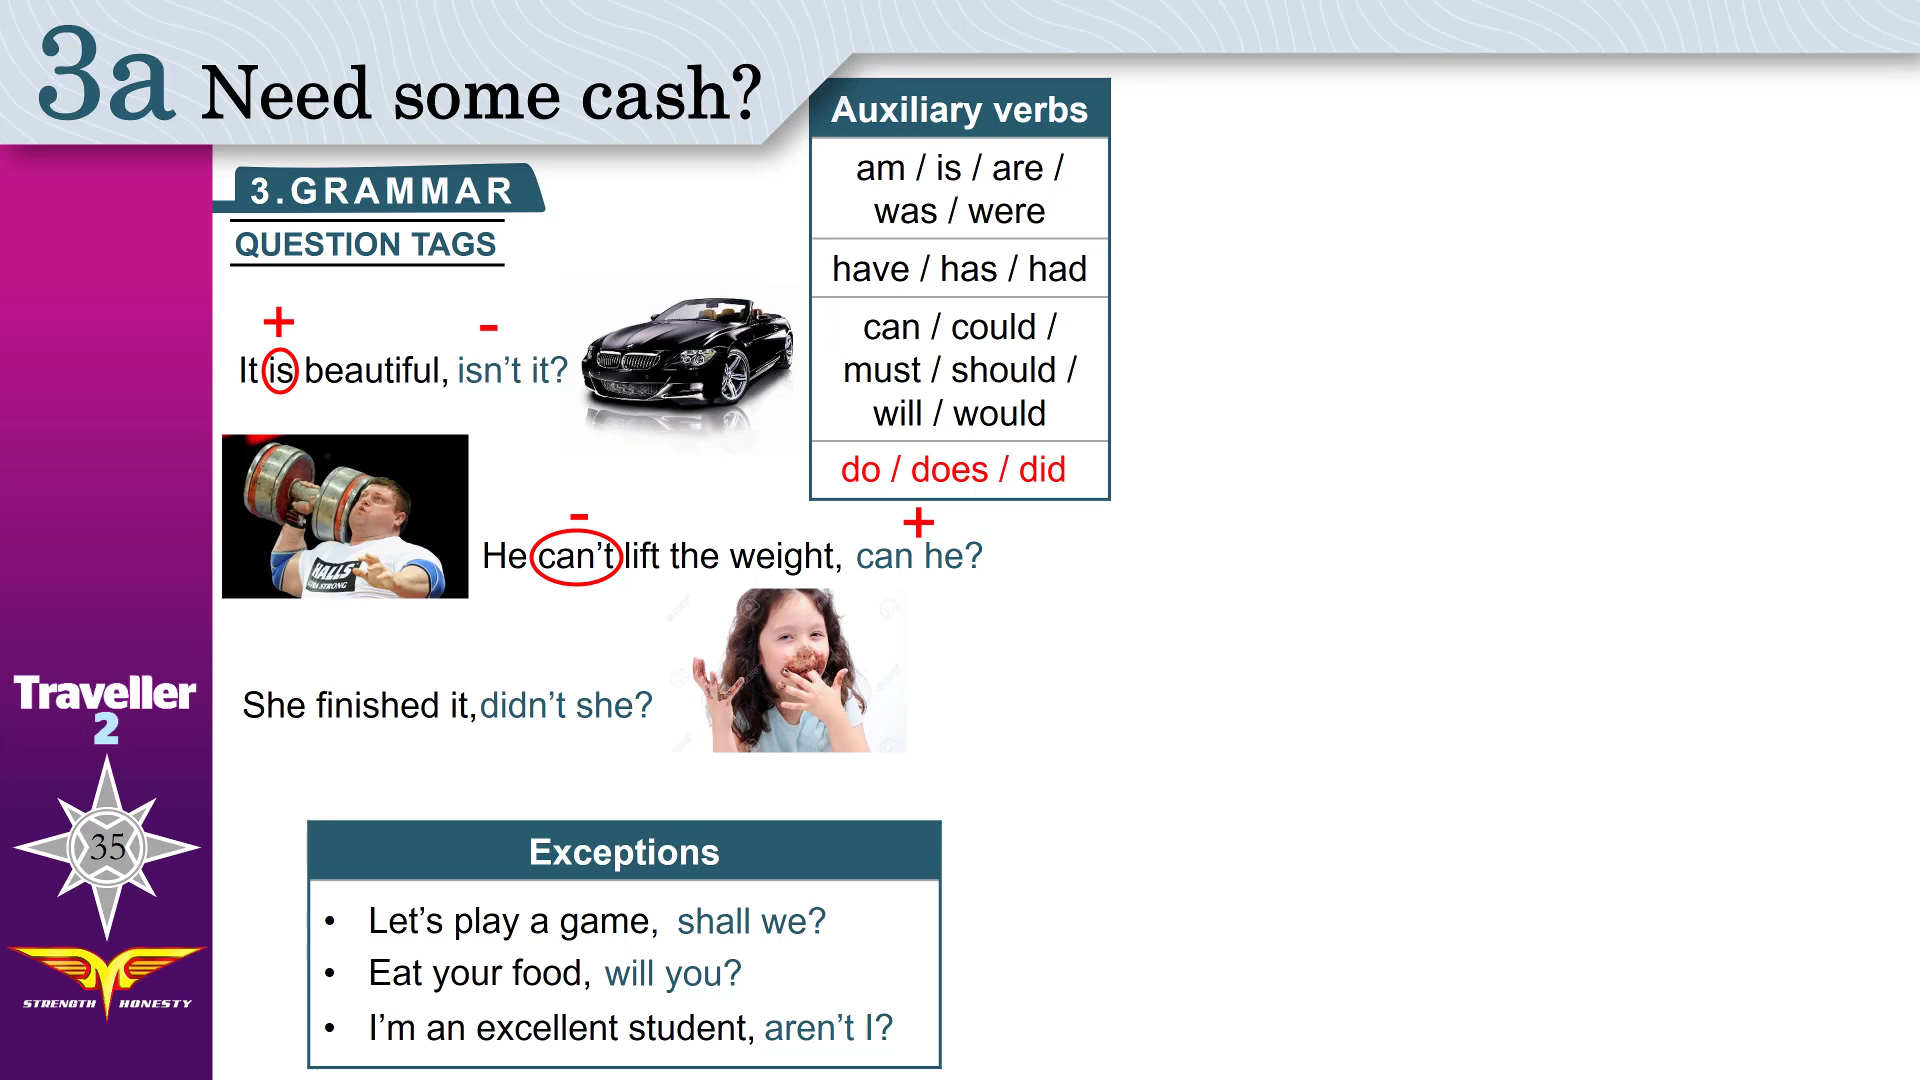 3a Need some cash?
3.GRAMMAR
QUESTION TAGS
Auxiliary verbs
am / is / are /
was / were
have / has / had
can / could /
must / should /
will / would
do / does / did
+ -
It is beautiful, isn't it?
- +
He can't lift the weight, can he?
HALLS
She finished it, didn't she?
Exceptions
• Let's play a game, shall we?
• Eat your food, will you?
• I'm an excellent student, aren't I?
Traveller
2
35
STRENGTH HONESTY